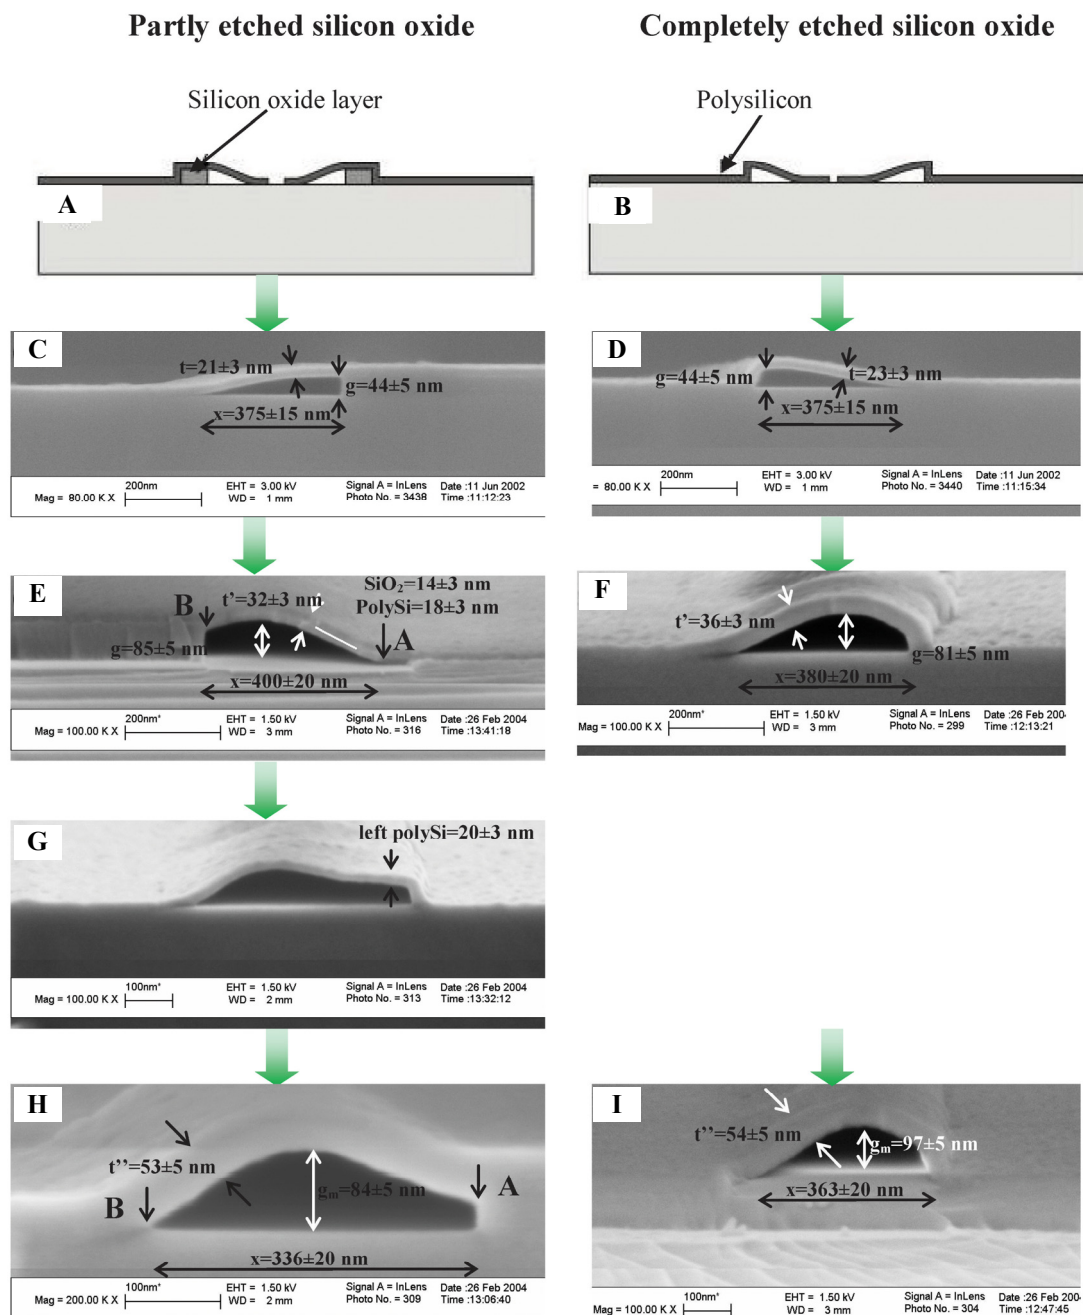 Partly etched silicon oxide
Completely etched silicon oxide
Silicon oxide layer
Polysilicon
A
B
C
t=21±3 nm
g=44±5 nm
x=375±15 nm
Mag = 80.00 K X
200nm
EHT = 3.00 kV
WD = 1 mm
Signal A = InLens
Photo No. = 3438
Date :11 Jun 2002
Time :11:12:23
D
g=44±5 nm
t=23±3 nm
x=375±15 nm
= 80.00 K X
200nm
EHT = 3.00 kV
WD = 1 mm
Signal A = InLens
Photo No. = 3440
Date :11 Jun 2002
Time :11:15:34
E
B
t'=32±3 nm
SiO₂=14±3 nm
PolySi=18±3 nm
A
g=85±5 nm
x=400±20 nm
Mag = 100.00 K X
200nm*
EHT = 1.50 kV
WD = 3 mm
Signal A = InLens
Photo No. = 316
Date :26 Feb 2004
Time :13:41:18
F
t'=36±3 nm
g=81±5 nm
x=380±20 nm
Mag = 100.00 K X
200nm*
EHT = 1.50 kV
WD = 3 mm
Signal A = InLens
Photo No. = 299
Date :26 Feb 200
Time :12:13:21
G
left polySi=20±3 nm
Mag = 100.00 K X
100nm*
EHT = 1.50 kV
WD = 2 mm
Signal A = InLens
Photo No. = 313
Date :26 Feb 2004
Time :13:32:12
H
t''=53±5 nm
gₘ=84±5 nm
A
B
x=336±20 nm
Mag = 200.00 K X
100nm*
EHT = 1.50 kV
WD = 2 mm
Signal A = InLens
Photo No. = 309
Date :26 Feb 2004
Time :13:06:40
I
t''=54±5 nm
gₘ=97±5 nm
x=363±20 nm
Mag = 100.00 K X
100nm*
EHT = 1.50 kV
WD = 3 mm
Signal A = InLens
Photo No. = 304
Date :26 Feb 200
Time :12:47:45